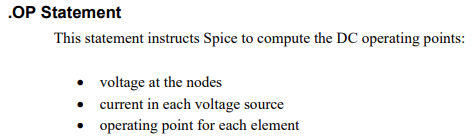 .OP Statement
This statement instructs Spice to compute the DC operating points:
• voltage at the nodes
• current in each voltage source
• operating point for each element